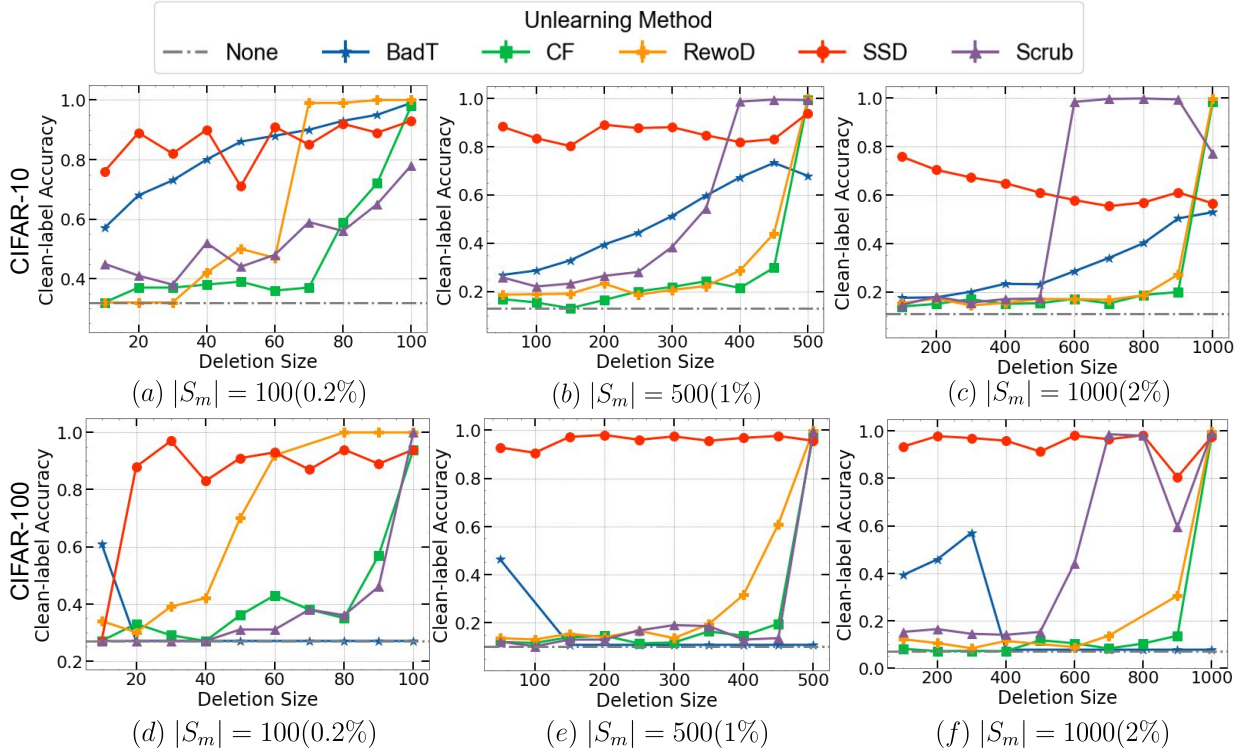 Unlearning Method
None BadT CF RewoD SSD Scrub
CIFAR-10
Clean-label Accuracy
1.0
0.8
0.6
0.4
20 40 60 80 100
Deletion Size
(a) |S_m| = 100(0.2%)
Clean-label Accuracy
1.0
0.8
0.6
0.4
0.2
100 200 300 400 500
Deletion Size
(b) |S_m| = 500(1%)
Clean-label Accuracy
1.0
0.8
0.6
0.4
0.2
200 400 600 800 1000
Deletion Size
(c) |S_m| = 1000(2%)
CIFAR-100
Clean-label Accuracy
1.0
0.8
0.6
0.4
0.2
20 40 60 80 100
Deletion Size
(d) |S_m| = 100(0.2%)
Clean-label Accuracy
1.0
0.8
0.6
0.4
0.2
100 200 300 400 500
Deletion Size
(e) |S_m| = 500(1%)
Clean-label Accuracy
1.0
0.8
0.6
0.4
0.2
0.0
200 400 600 800 1000
Deletion Size
(f) |S_m| = 1000(2%)